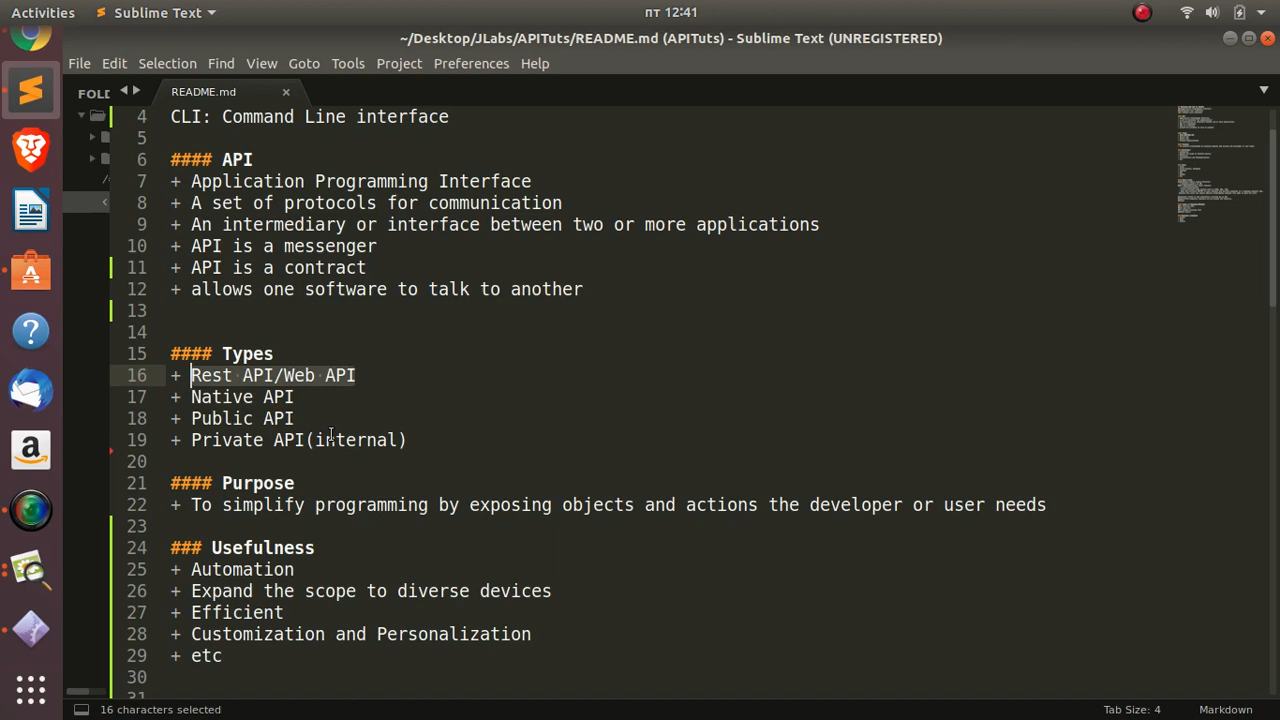 Activities
Sublime Text
пт 12:41
~/Desktop/JLabs/APITuts/README.md (APITuts) - Sublime Text (UNREGISTERED)
File Edit Selection Find View Goto Tools Project Preferences Help
FOLD
README.md
4 CLI: Command Line interface
5
6 #### API
7 + Application Programming Interface
8 + A set of protocols for communication
9 + An intermediary or interface between two or more applications
10 + API is a messenger
11 + API is a contract
12 + allows one software to talk to another
13
14
15 #### Types
16 + Rest API/Web API
17 + Native API
18 + Public API
19 + Private API(internal)
20
21 #### Purpose
22 + To simplify programming by exposing objects and actions the developer or user needs
23
24 ### Usefulness
25 + Automation
26 + Expand the scope to diverse devices
27 + Efficient
28 + Customization and Personalization
29 + etc
30
31
16 characters selected
Tab Size: 4
Markdown